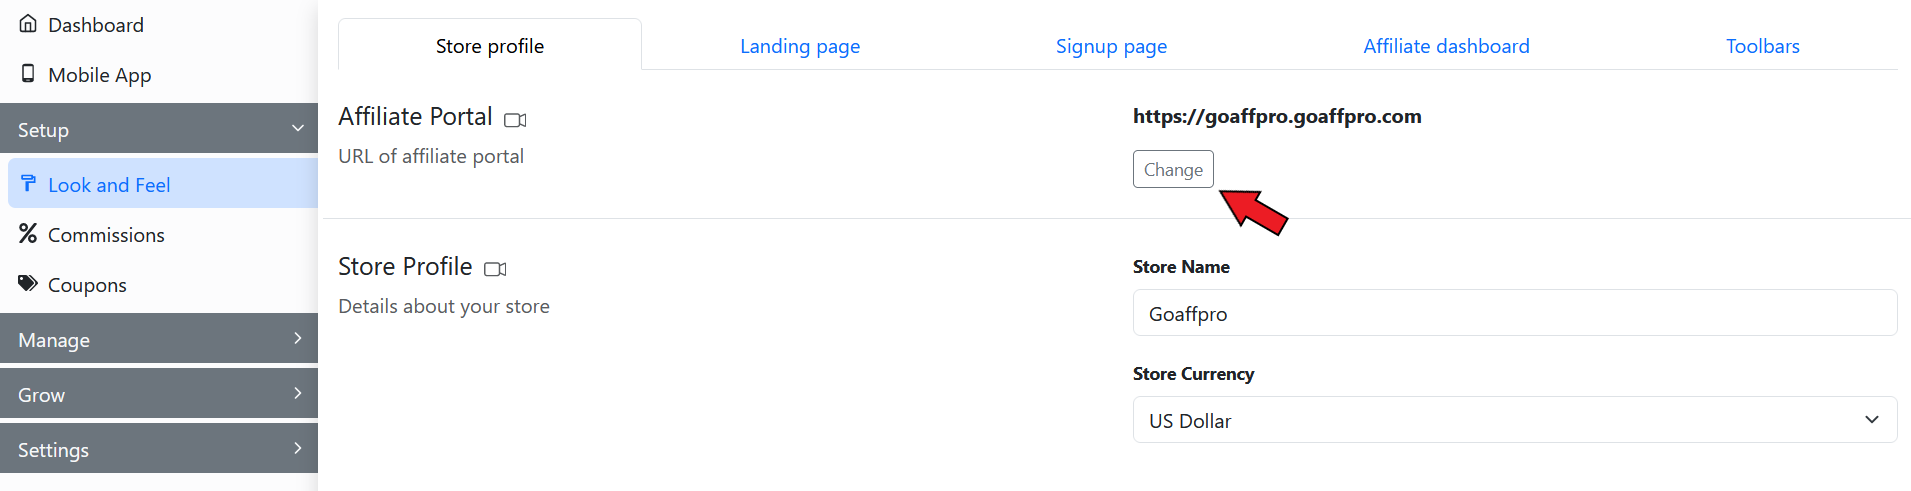 Dashboard
Mobile App
Setup
Look and Feel
Commissions
Coupons
Manage
Grow
Settings
Store profile
Landing page
Signup page
Affiliate dashboard
Toolbars
Affiliate Portal
URL of affiliate portal
https://goaffpro.goaffpro.com
Change
Store Profile
Details about your store
Store Name
Goaffpro
Store Currency
US Dollar